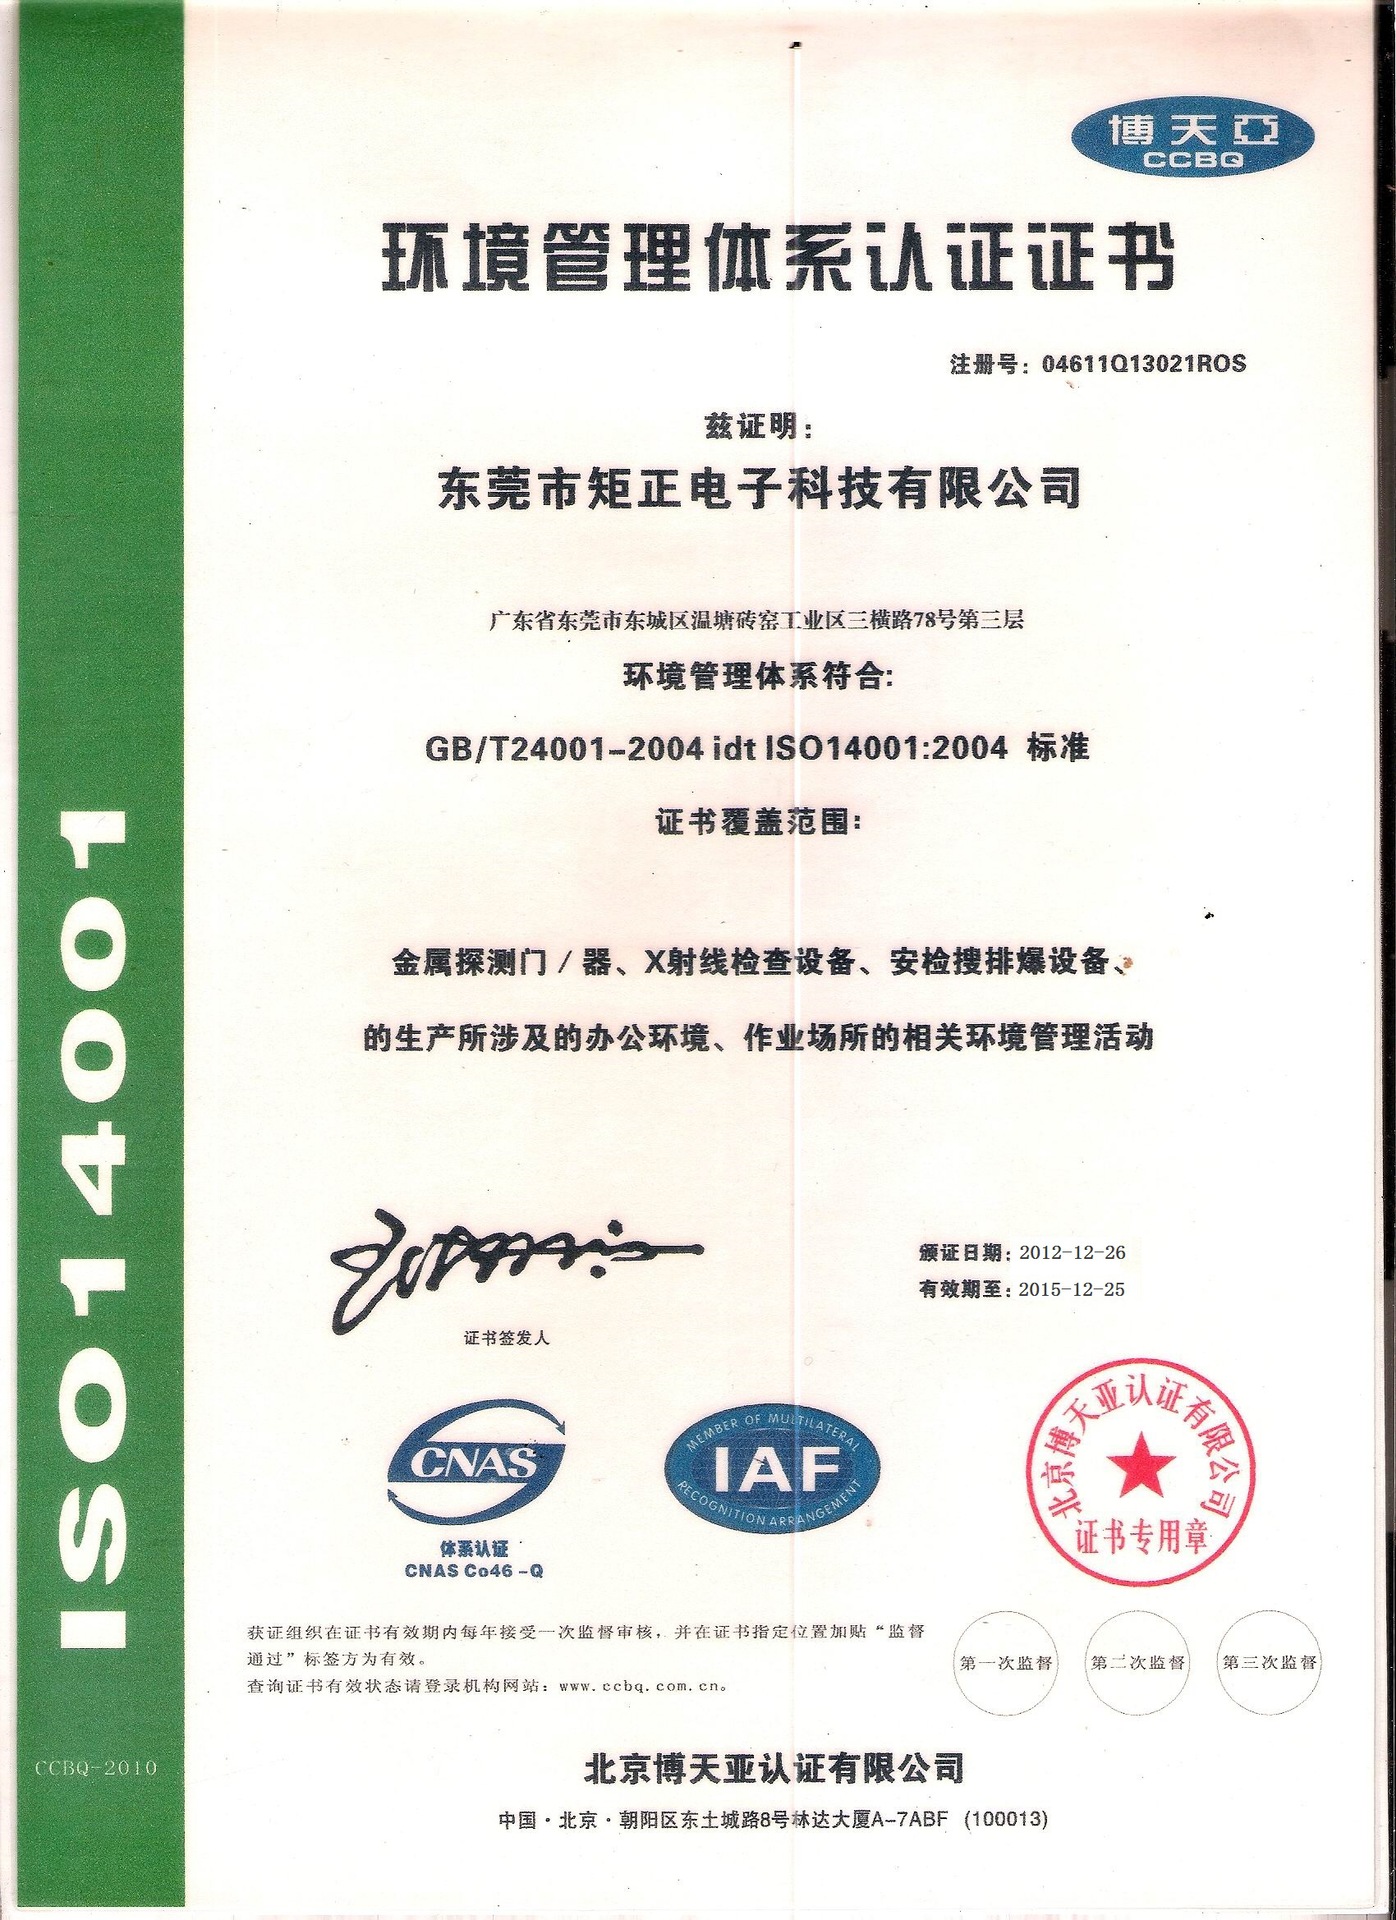 博天亞
CCBQ
环境管理体系认证证书
注册号：04611Q13021ROS
兹证明：
东莞市矩正电子科技有限公司
广东省东莞市东城区温塘砖窑工业区三横路78号第三层
环境管理体系符合:
GB/T24001-2004 idt ISO14001:2004 标准
证书覆盖范围：
金属探测门/器、X射线检查设备、安检搜排爆设备、
的生产所涉及的办公环境、作业场所的相关环境管理活动
颁证日期：2012-12-26
有效期至：2015-12-25
证书签发人
CNAS
体系认证
CNAS Co46-Q
MEMBER OF MULTILATERAL
IAF
RECOGNITION ARRANGEMENT
北京博天亚认证有限公司
证书专用章
获证组织在证书有效期内每年接受一次监督审核，并在证书指定位置加贴“监督
通过”标签方为有效。
查询证书有效状态请登录机构网站：www.ccbq.com.cn。
第一次监督
第二次监督
第三次监督
北京博天亚认证有限公司
中国·北京·朝阳区东土城路8号林达大厦A-7ABF (100013)
ISO14001
CCBQ-2010